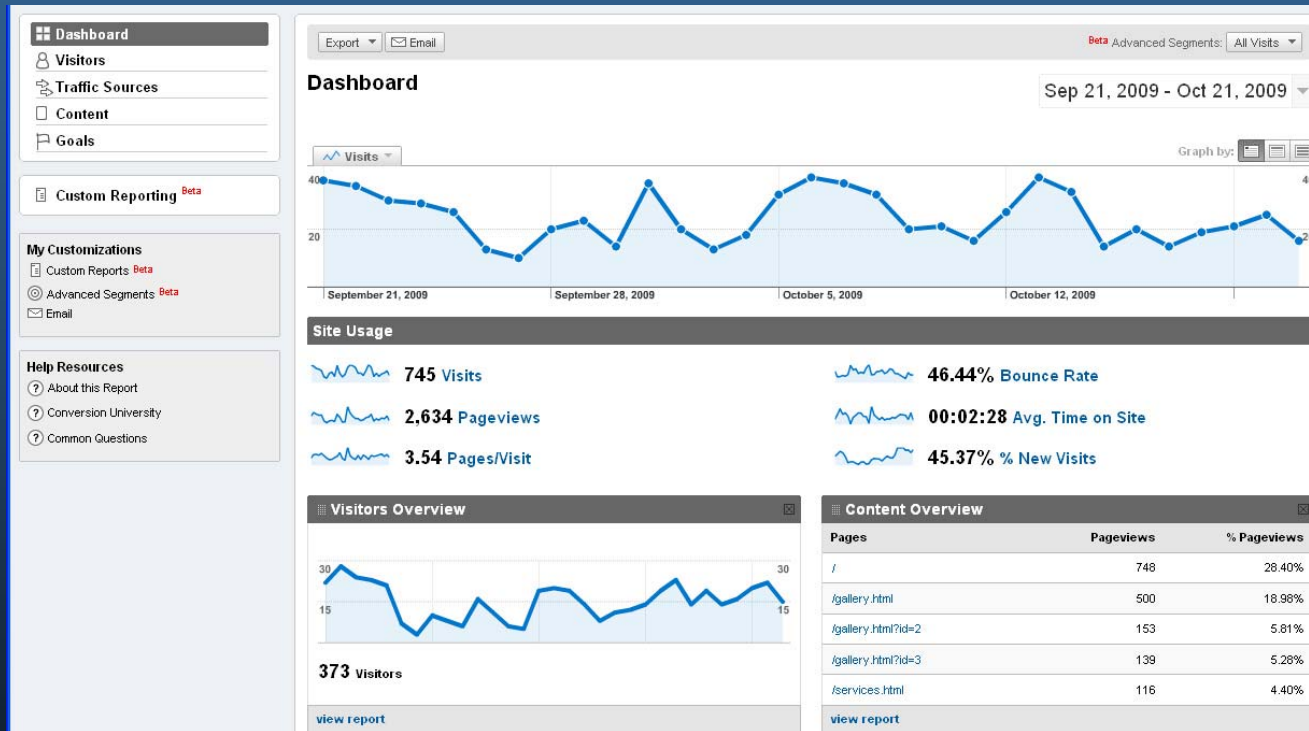 Dashboard
Visitors
Traffic Sources
Content
Goals
Custom Reporting Beta
My Customizations
Custom Reports Beta
Advanced Segments Beta
Email
Help Resources
? About this Report
? Conversion University
? Common Questions
Export Email
Beta Advanced Segments: All Visits
Dashboard
Sep 21, 2009 - Oct 21, 2009
Visits
Graph by:
40 4
20 2
September 21, 2009 September 28, 2009 October 5, 2009 October 12, 2009
Site Usage
745 Visits
2,634 Pageviews
3.54 Pages/Visit
46.44% Bounce Rate
00:02:28 Avg. Time on Site
45.37% % New Visits
Visitors Overview
30 30
15 15
373 Visitors
view report
Content Overview
Pages Pageviews % Pageviews
/ 748 28.40%
/gallery.html 500 18.98%
/gallery.html?id=2 153 5.81%
/gallery.html?id=3 139 5.28%
/services.html 116 4.40%
view report